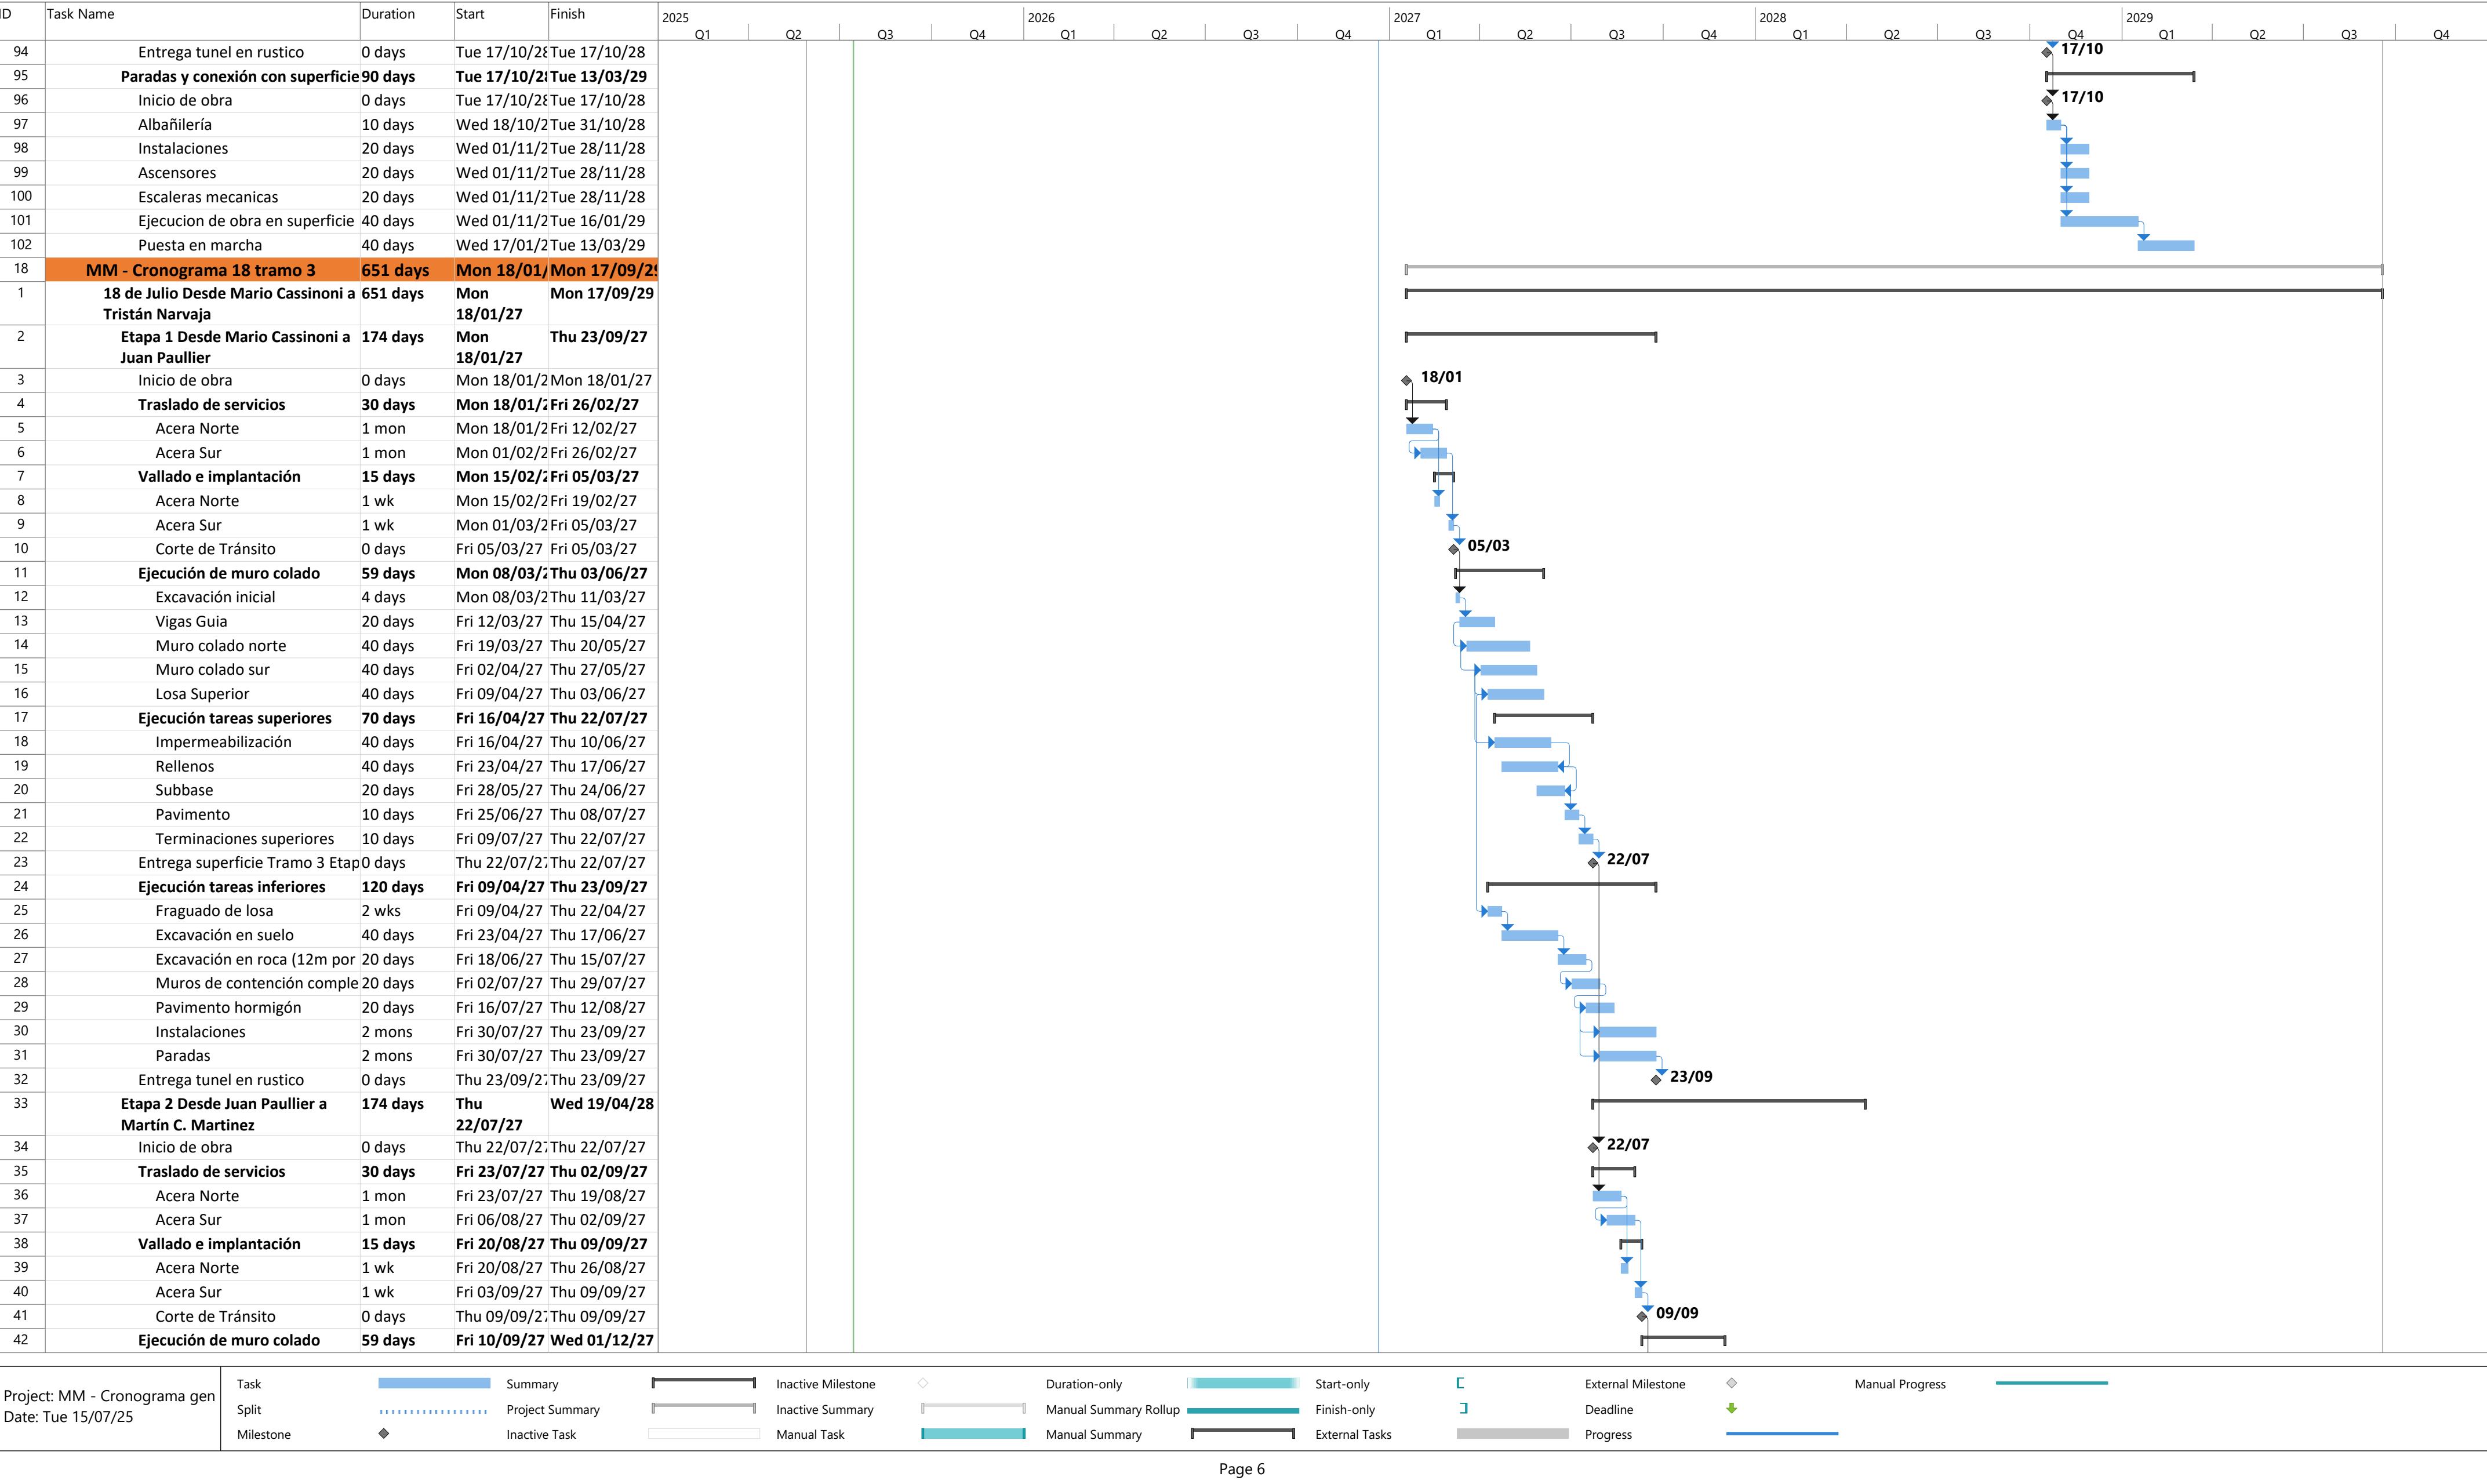 ID Task Name Duration Start Finish 2025 2026 2027 2028 2029
Q1 Q2 Q3 Q4 Q1 Q2 Q3 Q4 Q1 Q2 Q3 Q4 Q1 Q2 Q3 Q4 Q1 Q2 Q3 Q4
94 Entrega tunel en rustico 0 days Tue 17/10/28 Tue 17/10/28 17/10
95 Paradas y conexión con superficie 90 days Tue 17/10/28 Tue 13/03/29
96 Inicio de obra 0 days Tue 17/10/28 Tue 17/10/28 17/10
97 Albañilería 10 days Wed 18/10/2 Tue 31/10/28
98 Instalaciones 20 days Wed 01/11/2 Tue 28/11/28
99 Ascensores 20 days Wed 01/11/2 Tue 28/11/28
100 Escaleras mecanicas 20 days Wed 01/11/2 Tue 28/11/28
101 Ejecucion de obra en superficie 40 days Wed 01/11/2 Tue 16/01/29
102 Puesta en marcha 40 days Wed 17/01/2 Tue 13/03/29
18 MM - Cronograma 18 tramo 3 651 days Mon 18/01/ Mon 17/09/29
1 18 de Julio Desde Mario Cassinoni a 651 days Mon Mon 17/09/29
Tristán Narvaja 18/01/27
2 Etapa 1 Desde Mario Cassinoni a 174 days Mon Thu 23/09/27
Juan Paullier 18/01/27
3 Inicio de obra 0 days Mon 18/01/2 Mon 18/01/27 18/01
4 Traslado de servicios 30 days Mon 18/01/2 Fri 26/02/27
5 Acera Norte 1 mon Mon 18/01/2 Fri 12/02/27
6 Acera Sur 1 mon Mon 01/02/2 Fri 26/02/27
7 Vallado e implantación 15 days Mon 15/02/2 Fri 05/03/27
8 Acera Norte 1 wk Mon 15/02/2 Fri 19/02/27
9 Acera Sur 1 wk Mon 01/03/2 Fri 05/03/27
10 Corte de Tránsito 0 days Fri 05/03/27 Fri 05/03/27 05/03
11 Ejecución de muro colado 59 days Mon 08/03/2 Thu 03/06/27
12 Excavación inicial 4 days Mon 08/03/2 Thu 11/03/27
13 Vigas Guia 20 days Fri 12/03/27 Thu 15/04/27
14 Muro colado norte 40 days Fri 19/03/27 Thu 20/05/27
15 Muro colado sur 40 days Fri 02/04/27 Thu 27/05/27
16 Losa Superior 40 days Fri 09/04/27 Thu 03/06/27
17 Ejecución tareas superiores 70 days Fri 16/04/27 Thu 22/07/27
18 Impermeabilización 40 days Fri 16/04/27 Thu 10/06/27
19 Rellenos 40 days Fri 23/04/27 Thu 17/06/27
20 Subbase 20 days Fri 28/05/27 Thu 24/06/27
21 Pavimento 10 days Fri 25/06/27 Thu 08/07/27
22 Terminaciones superiores 10 days Fri 09/07/27 Thu 22/07/27
23 Entrega superficie Tramo 3 Etap 0 days Thu 22/07/27 Thu 22/07/27 22/07
24 Ejecución tareas inferiores 120 days Fri 09/04/27 Thu 23/09/27
25 Fraguado de losa 2 wks Fri 09/04/27 Thu 22/04/27
26 Excavación en suelo 40 days Fri 23/04/27 Thu 17/06/27
27 Excavación en roca (12m por 20 days Fri 18/06/27 Thu 15/07/27
28 Muros de contención comple 20 days Fri 02/07/27 Thu 29/07/27
29 Pavimento hormigón 20 days Fri 16/07/27 Thu 12/08/27
30 Instalaciones 2 mons Fri 30/07/27 Thu 23/09/27
31 Paradas 2 mons Fri 30/07/27 Thu 23/09/27
32 Entrega tunel en rustico 0 days Thu 23/09/27 Thu 23/09/27 23/09
33 Etapa 2 Desde Juan Paullier a 174 days Thu Wed 19/04/28
Martín C. Martinez 22/07/27
34 Inicio de obra 0 days Thu 22/07/27 Thu 22/07/27 22/07
35 Traslado de servicios 30 days Fri 23/07/27 Thu 02/09/27
36 Acera Norte 1 mon Fri 23/07/27 Thu 19/08/27
37 Acera Sur 1 mon Fri 06/08/27 Thu 02/09/27
38 Vallado e implantación 15 days Fri 20/08/27 Thu 09/09/27
39 Acera Norte 1 wk Fri 20/08/27 Thu 26/08/27
40 Acera Sur 1 wk Fri 03/09/27 Thu 09/09/27
41 Corte de Tránsito 0 days Thu 09/09/27 Thu 09/09/27 09/09
42 Ejecución de muro colado 59 days Fri 10/09/27 Wed 01/12/27
Project: MM - Cronograma gen
Date: Tue 15/07/25
Task Summary Inactive Milestone Duration-only Start-only External Milestone Manual Progress
Split Project Summary Inactive Summary Manual Summary Rollup Finish-only Deadline
Milestone Inactive Task Manual Task Manual Summary External Tasks Progress
Page 6